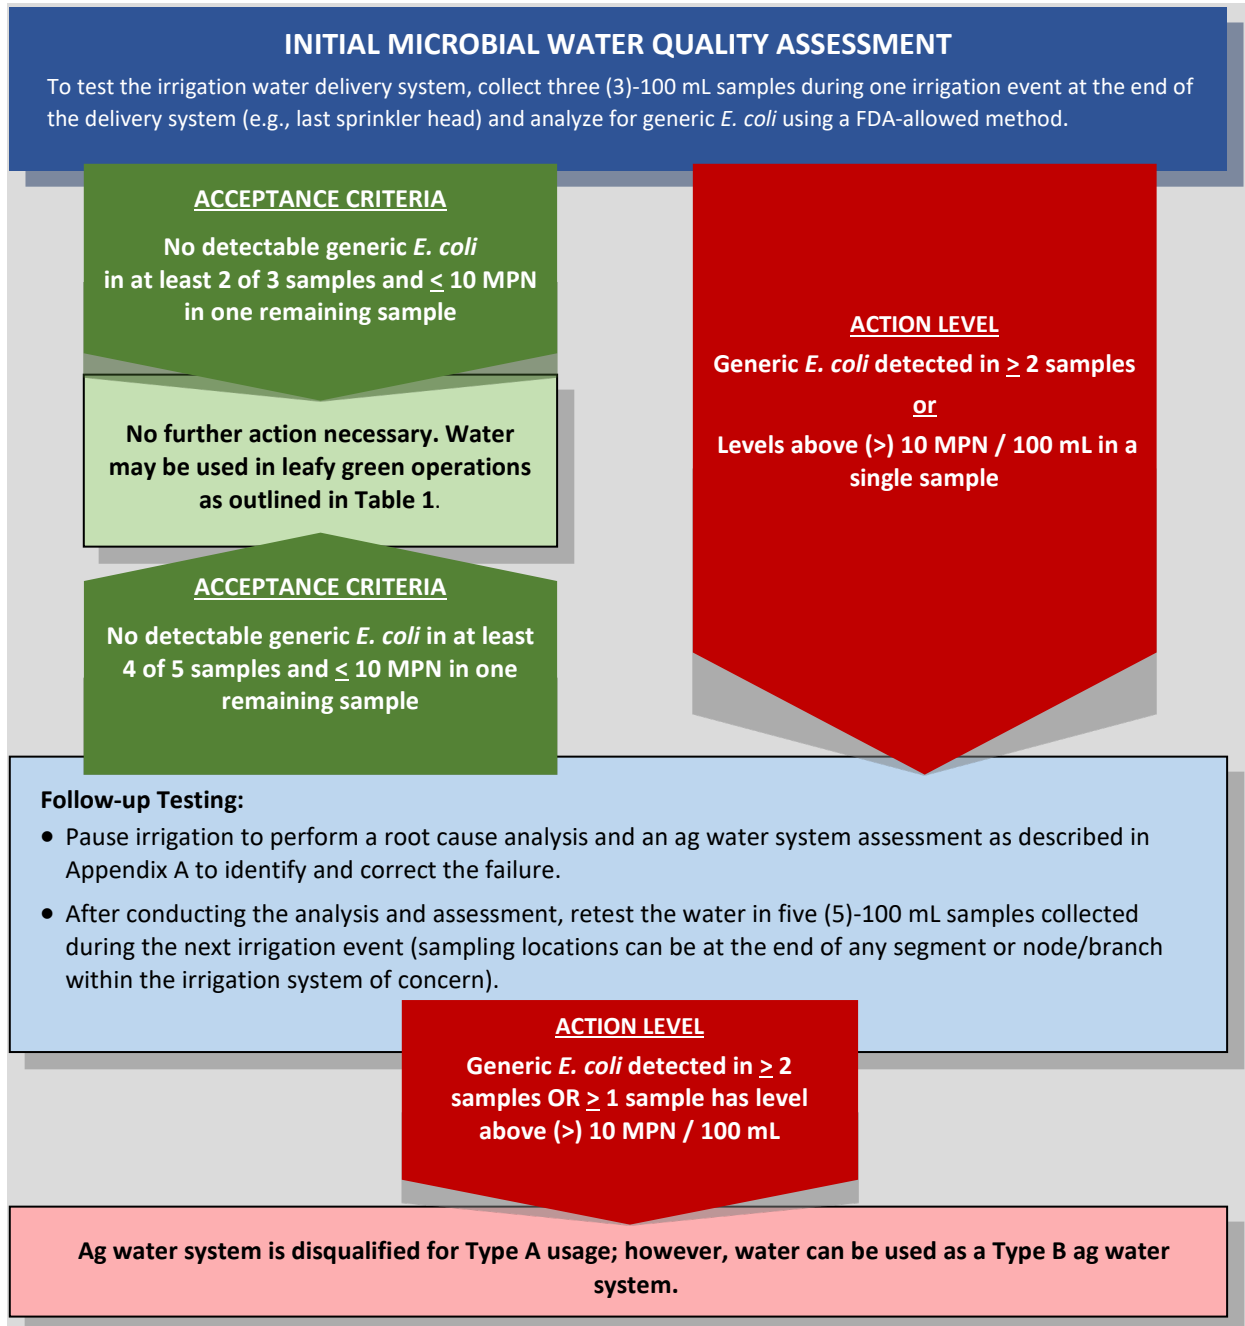 INITIAL MICROBIAL WATER QUALITY ASSESSMENT
To test the irrigation water delivery system, collect three (3)-100 mL samples during one irrigation event at the end of
the delivery system (e.g., last sprinkler head) and analyze for generic E. coli using a FDA-allowed method.
ACCEPTANCE CRITERIA
No detectable generic E. coli
in at least 2 of 3 samples and ≤ 10 MPN
in one remaining sample
ACTION LEVEL
Generic E. coli detected in ≥ 2 samples
or
Levels above (>) 10 MPN / 100 mL in a
single sample
No further action necessary. Water
may be used in leafy green operations
as outlined in Table 1.
ACCEPTANCE CRITERIA
No detectable generic E. coli in at least
4 of 5 samples and ≤ 10 MPN in one
remaining sample
Follow-up Testing:
• Pause irrigation to perform a root cause analysis and an ag water system assessment as described in
Appendix A to identify and correct the failure.
• After conducting the analysis and assessment, retest the water in five (5)-100 mL samples collected
during the next irrigation event (sampling locations can be at the end of any segment or node/branch
within the irrigation system of concern).
ACTION LEVEL
Generic E. coli detected in ≥ 2
samples OR ≥ 1 sample has level
above (>) 10 MPN / 100 mL
Ag water system is disqualified for Type A usage; however, water can be used as a Type B ag water
system.